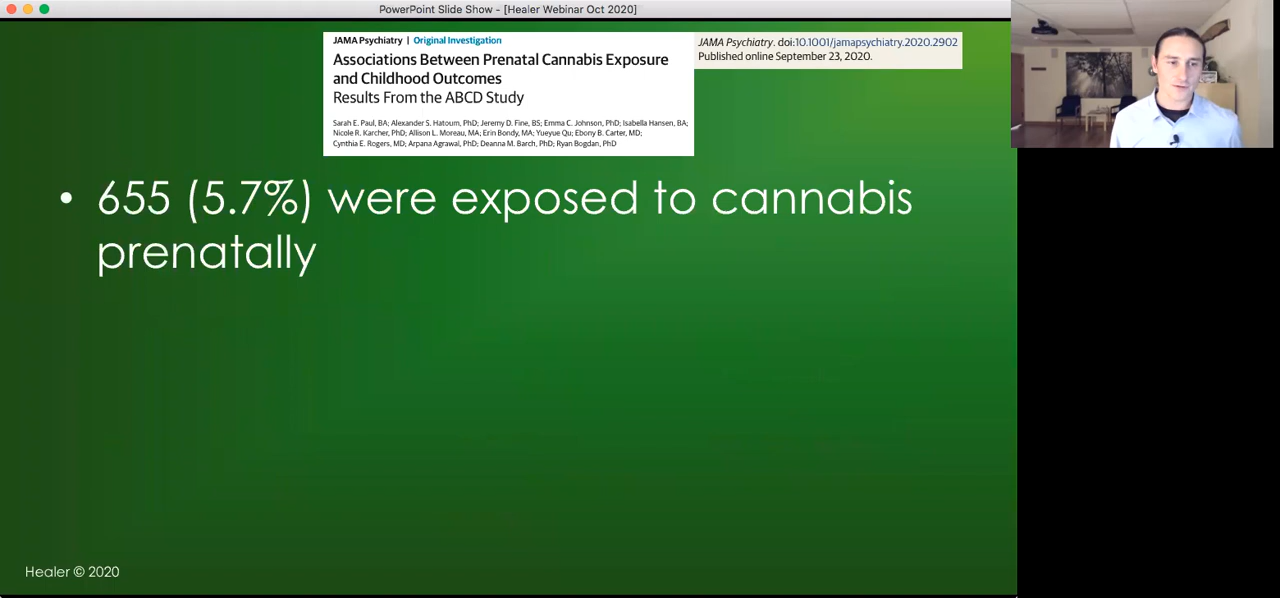 PowerPoint Slide Show - [Healer Webinar Oct 2020]
JAMA Psychiatry | Original Investigation
Associations Between Prenatal Cannabis Exposure
and Childhood Outcomes
Results From the ABCD Study
Sarah E. Paul, BA; Alexander S. Hatoum, PhD; Jeremy D. Fine, BS; Emma C. Johnson, PhD; Isabella Hansen, BA;
Nicole R. Karcher, PhD; Allison L. Moreau, MA; Erin Bondy, MA; Yueyue Qu; Ebony B. Carter, MD;
Cynthia E. Rogers, MD; Arpana Agrawal, PhD; Deanna M. Barch, PhD; Ryan Bogdan, PhD
JAMA Psychiatry. doi:10.1001/jamapsychiatry.2020.2902
Published online September 23, 2020.
• 655 (5.7%) were exposed to cannabis
prenatally
Healer © 2020